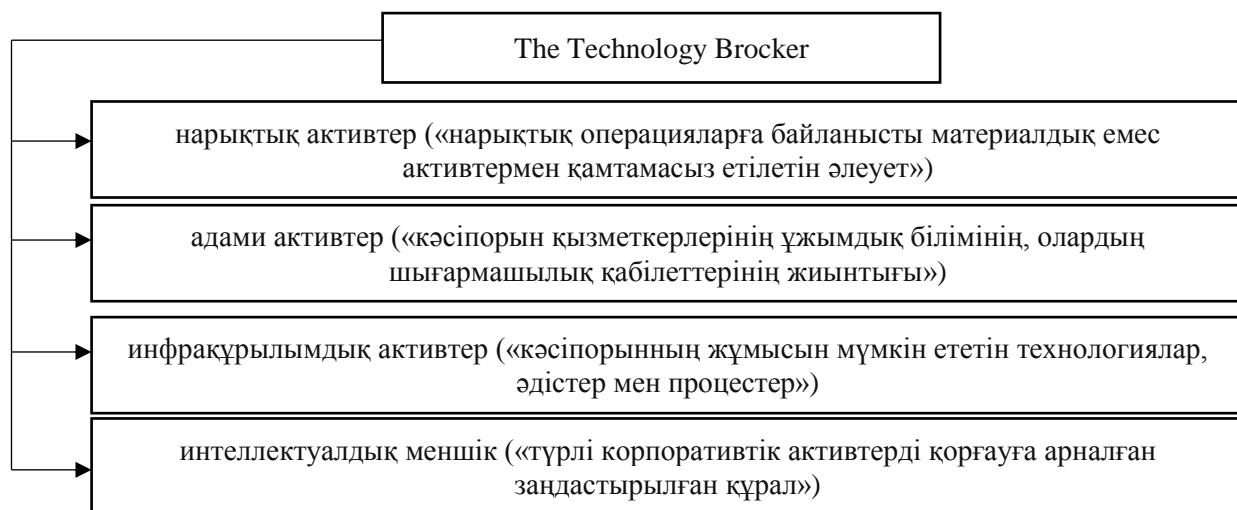 The Technology Brocker
нарықтық активтер («нарықтық операцияларға байланысты материалдық емес
активтермен қамтамасыз етілетін әлеует»)
адами активтер («кәсіпорын қызметкерлерінің ұжымдық білімінің, олардың
шығармашылық қабілеттерінің жиынтығы»)
инфрақұрылымдық активтер («кәсіпорынның жұмысын мүмкін ететін технологиялар,
әдістер мен процестер»)
интеллектуалдық меншік («түрлі корпоративтік активтерді қорғауға арналған
заңдастырылған құрал»)